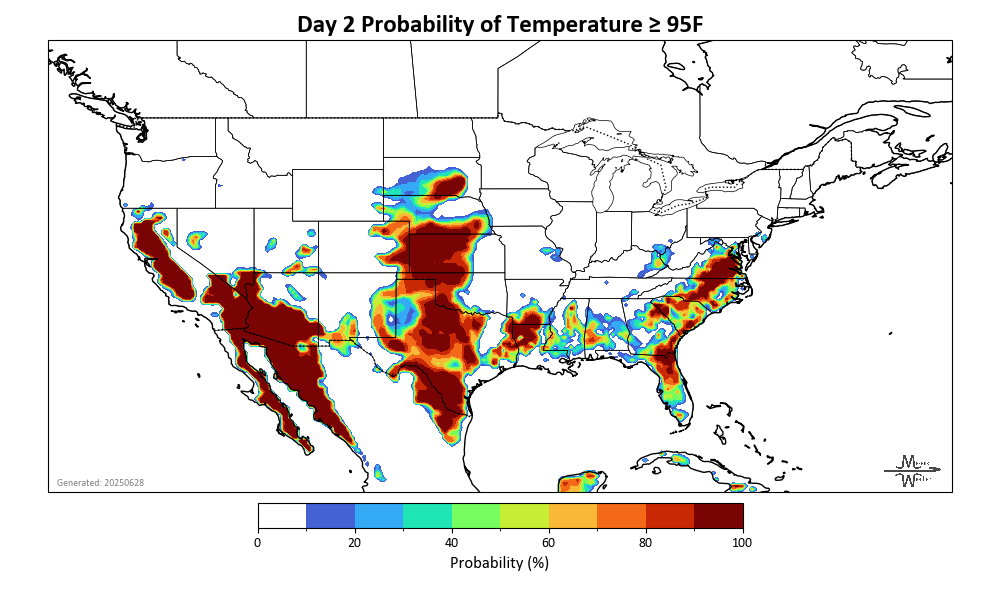 Day 2 Probability of Temperature ≥ 95F
Generated: 20250628
0 20 40 60 80 100
Probability (%)